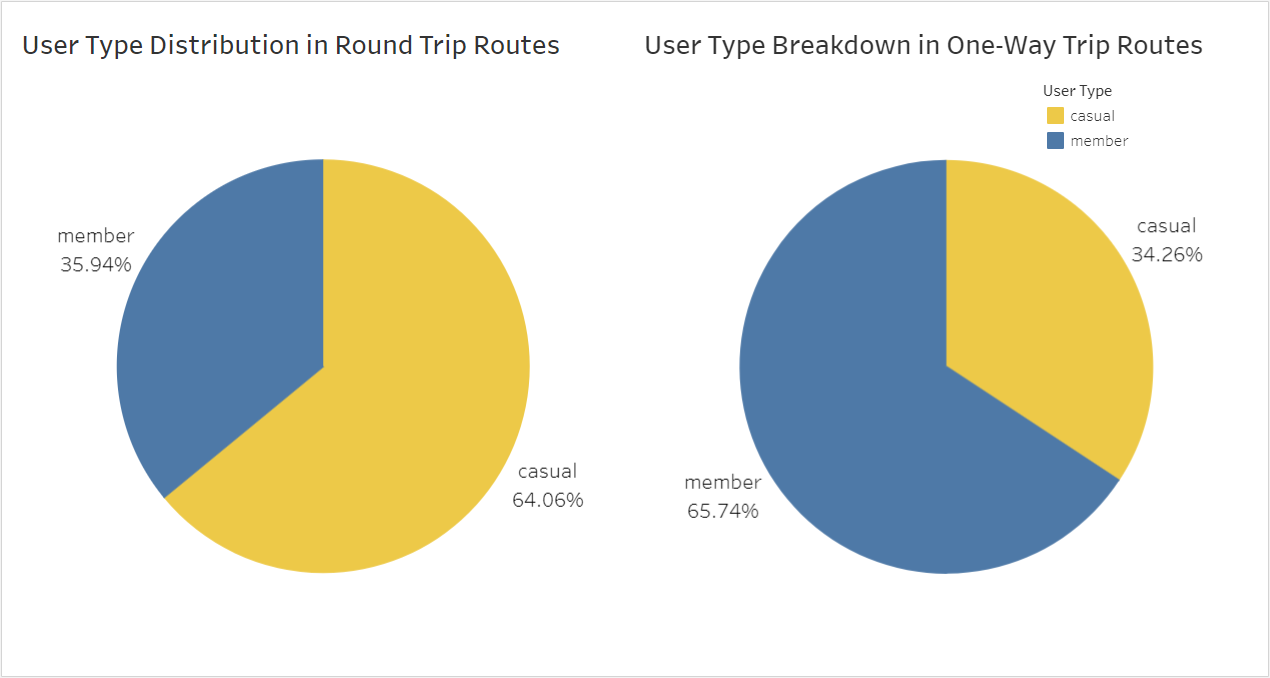 User Type Distribution in Round Trip Routes
member
35.94%
casual
64.06%
User Type Breakdown in One-Way Trip Routes
User Type
casual
member
casual
34.26%
member
65.74%